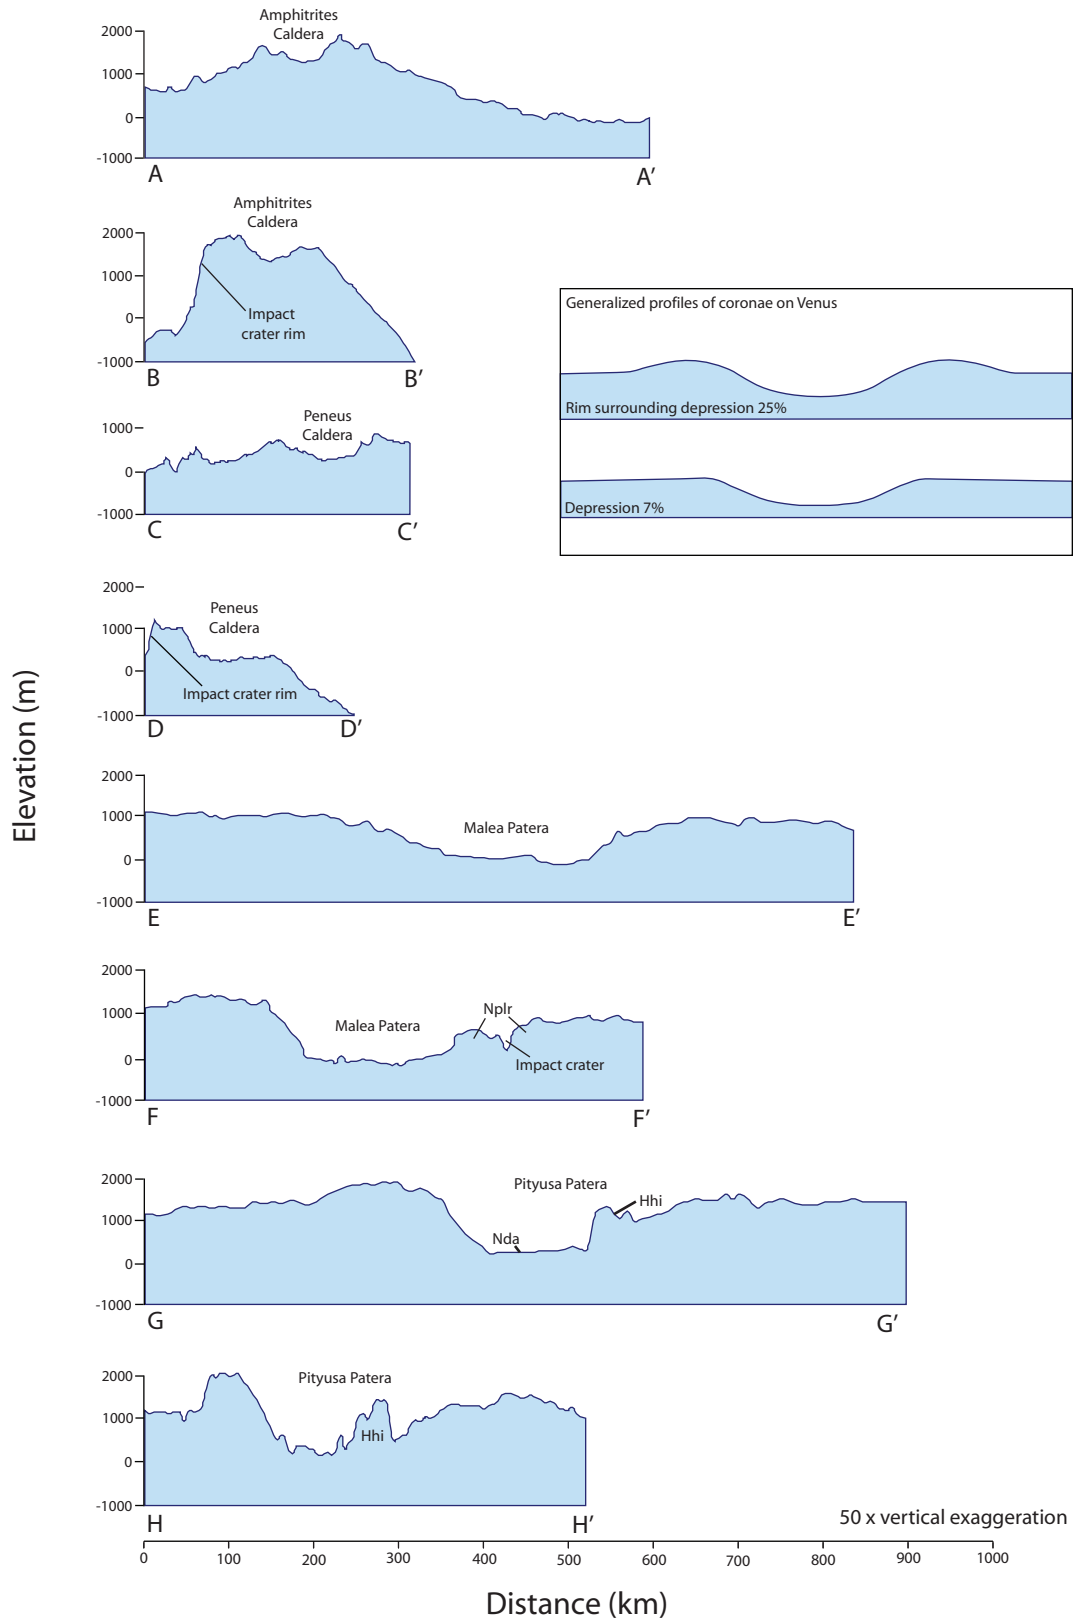 Amphitrites
Caldera
2000
1000
0
-1000
A
A′
Amphitrites
Caldera
2000
1000
0
-1000
Impact
crater rim
B
B′
Generalized profiles of coronae on Venus
Rim surrounding depression 25%
Depression 7%
Peneus
Caldera
1000
0
-1000
C
C′
2000
1000
0
-1000
Peneus
Caldera
Impact crater rim
D
D′
Elevation (m)
2000
1000
0
-1000
Malea Patera
E
E′
2000
1000
0
-1000
Malea Patera
Nplr
Impact crater
F
F′
2000
1000
0
-1000
Pityusa Patera
Hhi
Nda
G
G′
2000
1000
0
-1000
Pityusa Patera
Hhi
H
H′
50 x vertical exaggeration
0 100 200 300 400 500 600 700 800 900 1000
Distance (km)